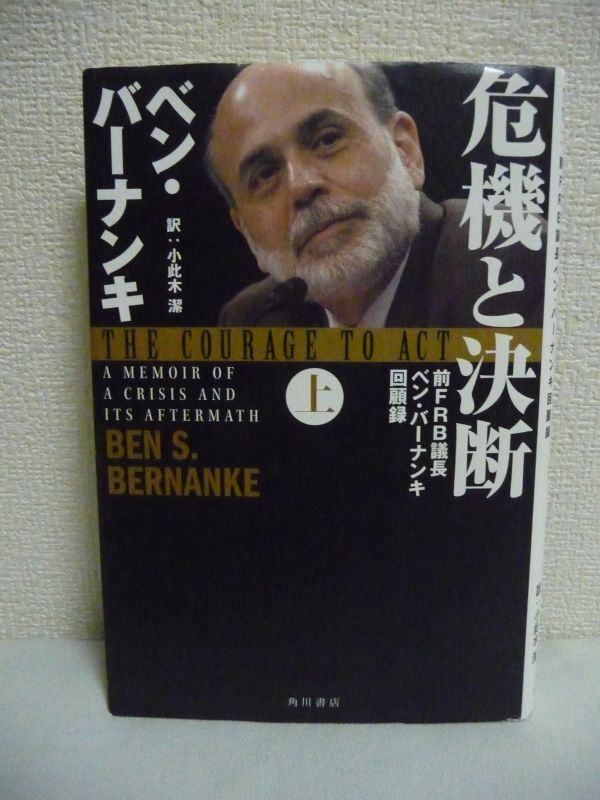 危機と決断
前FRB議長
ベン・バーナンキ
回顧録
上
ベン・
バーナンキ
訳：小此木 潔
THE COURAGE TO ACT
A MEMOIR OF
A CRISIS AND
ITS AFTERMATH
BEN S.
BERNANKE
角川書店